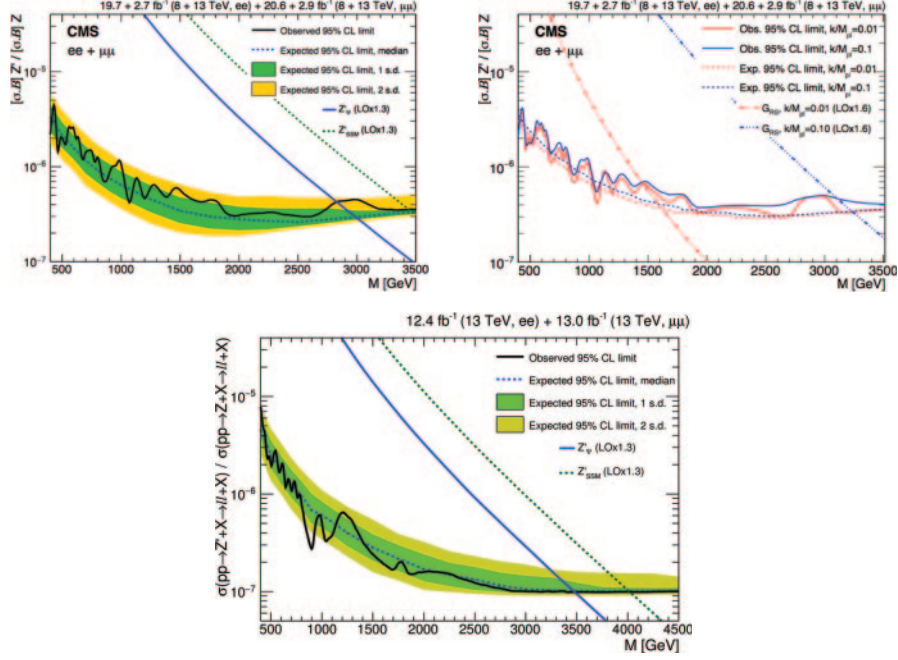 19.7 + 2.7 fb⁻¹ (8 + 13 TeV, ee) + 20.6 + 2.9 fb⁻¹ (8 + 13 TeV, μμ)
CMS
ee + μμ
Observed 95% CL limit
Expected 95% CL limit, median
Expected 95% CL limit, 1 s.d.
Expected 95% CL limit, 2 s.d.
Z'ψ (LOx1.3)
Z'SSM (LOx1.3)
[σ.B] Z' / [σ.B] Z
10⁻⁵
10⁻⁶
10⁻⁷
500 1000 1500 2000 2500 3000 3500
M [GeV]
19.7 + 2.7 fb⁻¹ (8 + 13 TeV, ee) + 20.6 + 2.9 fb⁻¹ (8 + 13 TeV, μμ)
CMS
ee + μμ
Obs. 95% CL limit, k/Mpl=0.01
Obs. 95% CL limit, k/Mpl=0.1
Exp. 95% CL limit, k/Mpl=0.01
Exp. 95% CL limit, k/Mpl=0.1
GRS, k/Mpl=0.01 (LOx1.6)
GRS, k/Mpl=0.10 (LOx1.6)
[σ.B] Z' / [σ.B] Z
10⁻⁵
10⁻⁶
10⁻⁷
500 1000 1500 2000 2500 3000 3500
M [GeV]
12.4 fb⁻¹ (13 TeV, ee) + 13.0 fb⁻¹ (13 TeV, μμ)
Observed 95% CL limit
Expected 95% CL limit, median
Expected 95% CL limit, 1 s.d.
Expected 95% CL limit, 2 s.d.
Z'ψ (LOx1.3)
Z'SSM (LOx1.3)
σ(pp→Z'+X→ll+X) / σ(pp→Z+X→ll+X)
10⁻⁵
10⁻⁶
10⁻⁷
500 1000 1500 2000 2500 3000 3500 4000 4500
M [GeV]